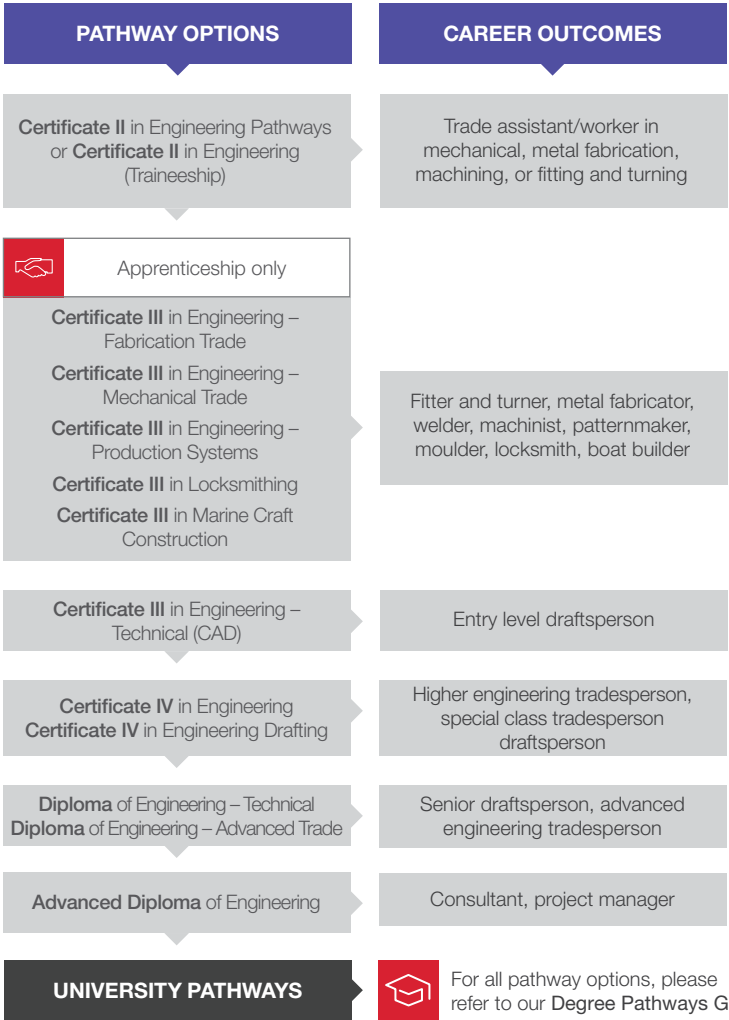 PATHWAY OPTIONS
CAREER OUTCOMES
Certificate II in Engineering Pathways
or Certificate II in Engineering
(Traineeship)
Trade assistant/worker in
mechanical, metal fabrication,
machining, or fitting and turning
Apprenticeship only
Certificate III in Engineering –
Fabrication Trade
Certificate III in Engineering –
Mechanical Trade
Certificate III in Engineering –
Production Systems
Certificate III in Locksmithing
Certificate III in Marine Craft
Construction
Fitter and turner, metal fabricator,
welder, machinist, patternmaker,
moulder, locksmith, boat builder
Certificate III in Engineering –
Technical (CAD)
Entry level draftsperson
Certificate IV in Engineering
Certificate IV in Engineering Drafting
Higher engineering tradesperson,
special class tradesperson
draftsperson
Diploma of Engineering – Technical
Diploma of Engineering – Advanced Trade
Senior draftsperson, advanced
engineering tradesperson
Advanced Diploma of Engineering
Consultant, project manager
UNIVERSITY PATHWAYS
For all pathway options, please
refer to our Degree Pathways G